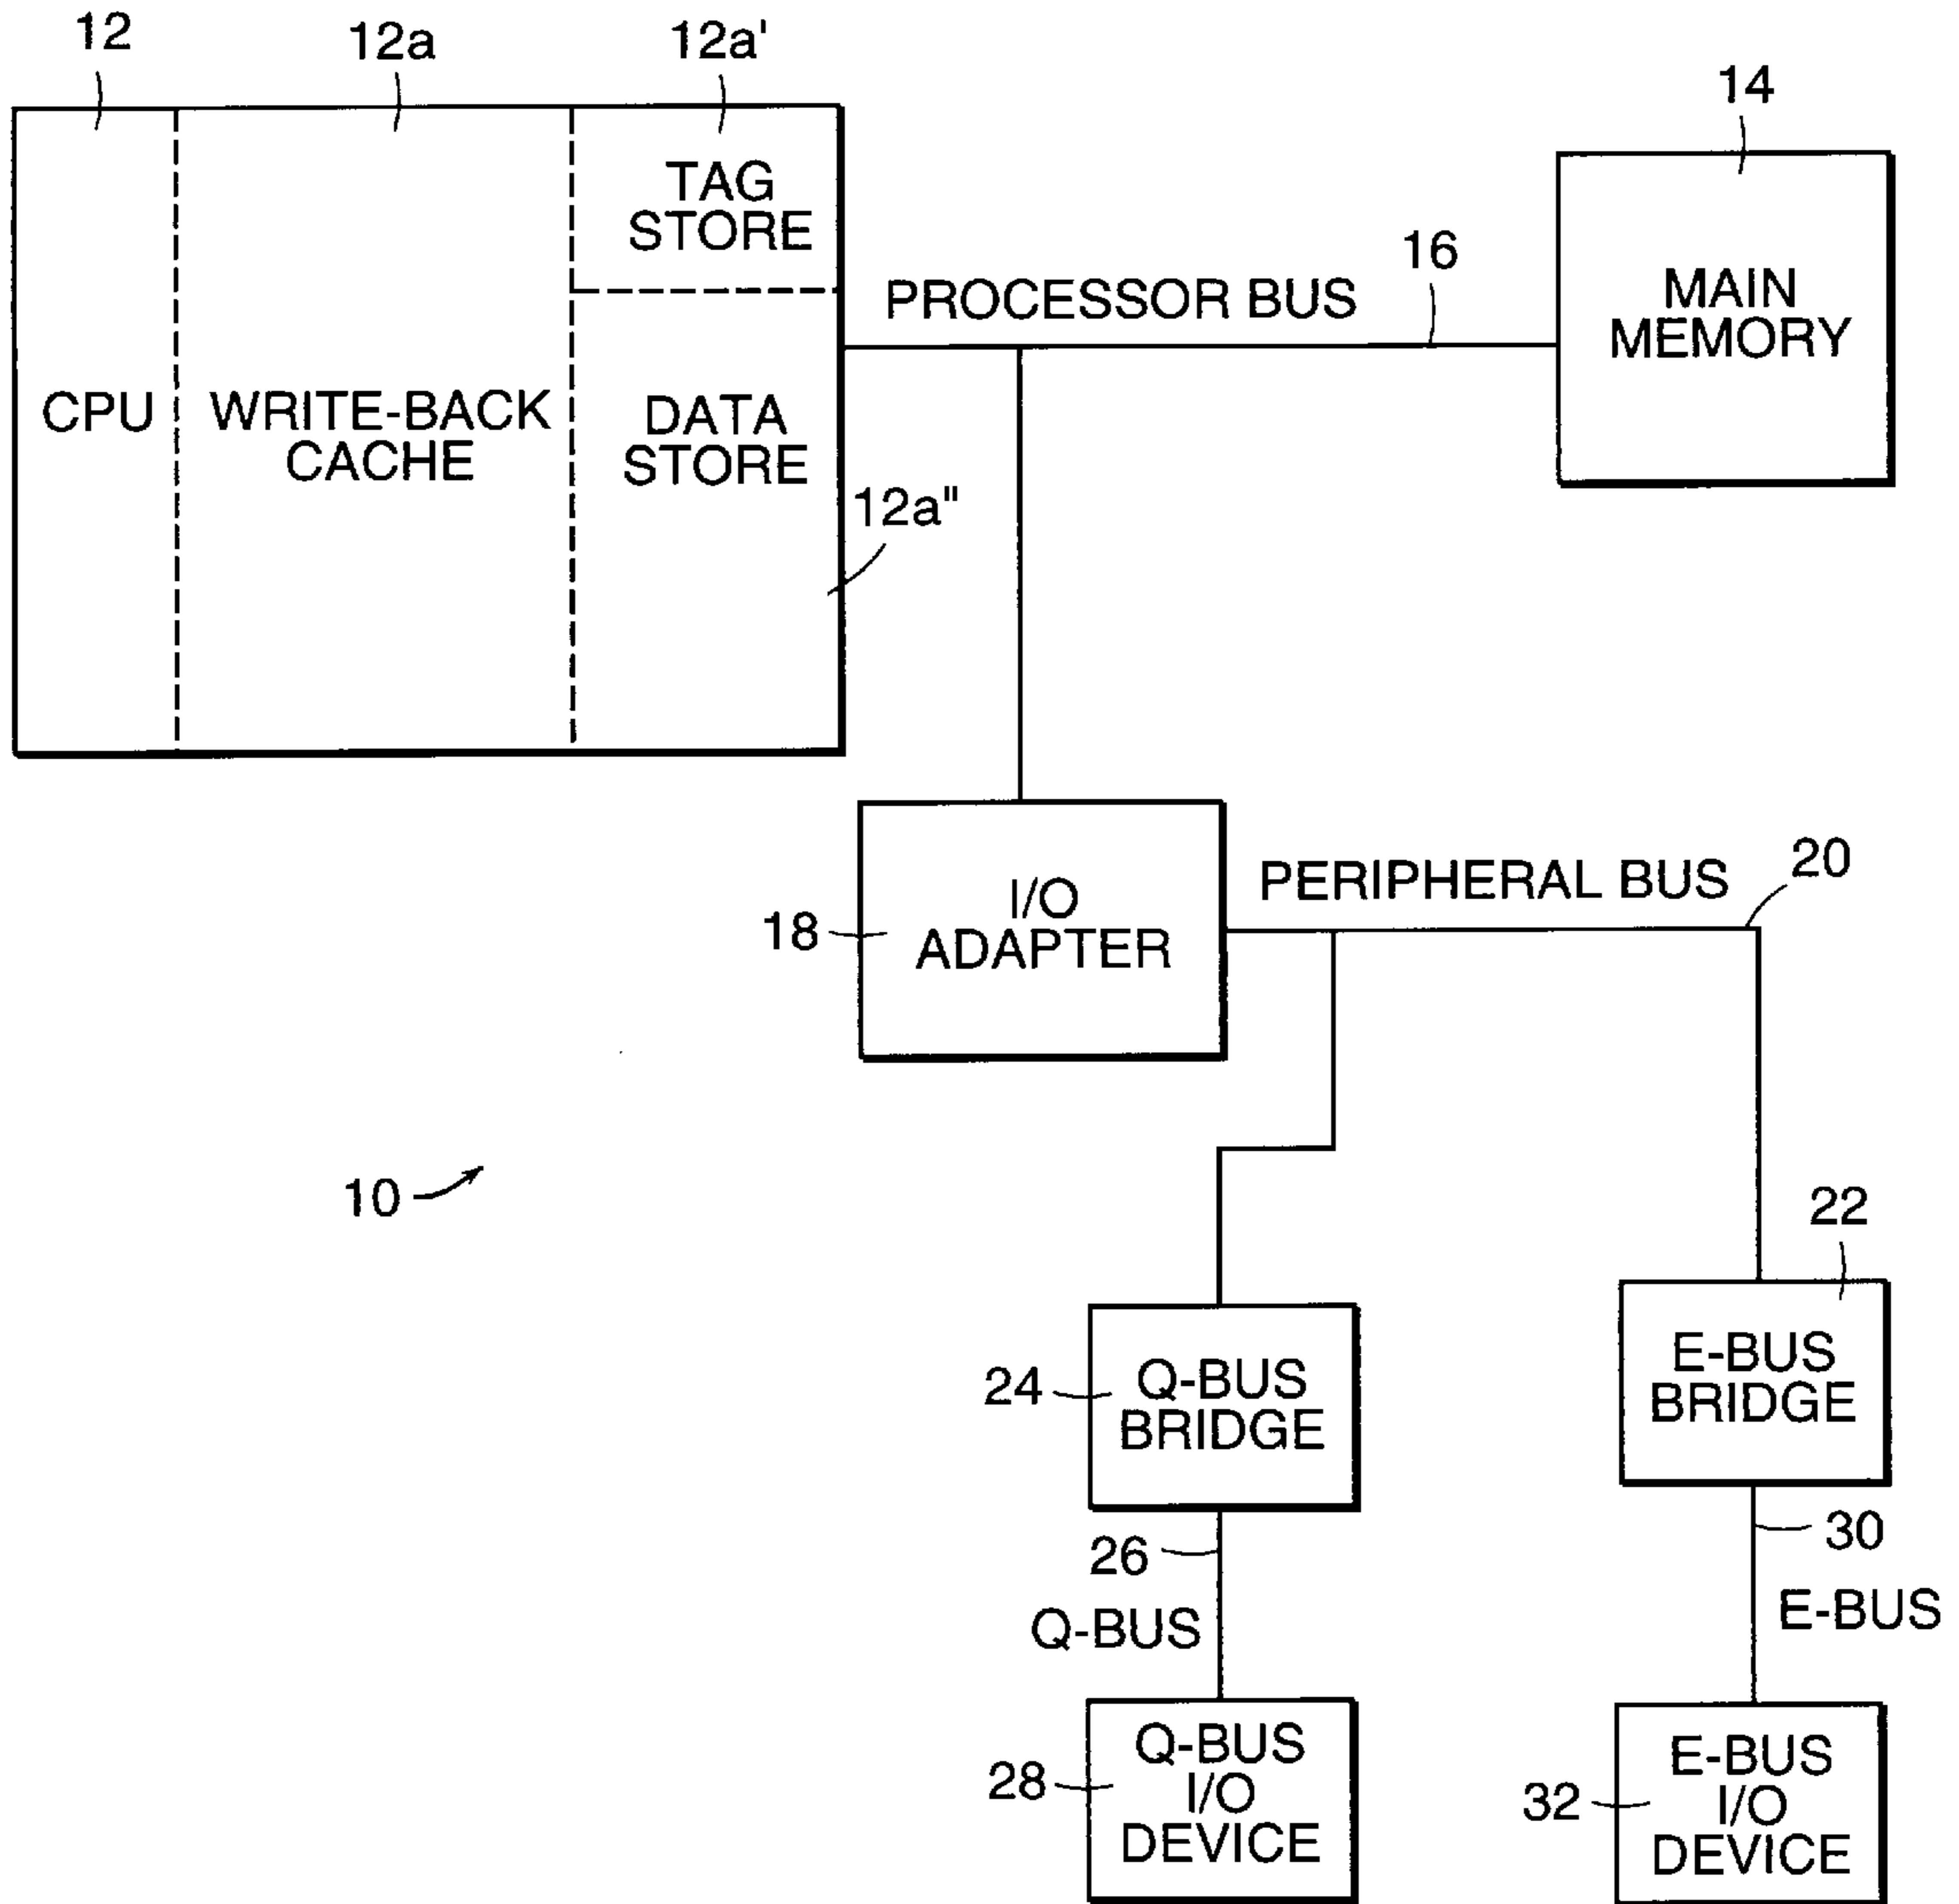 12
12a
12a'
14
TAG
STORE
16
PROCESSOR BUS
MAIN
MEMORY
CPU
WRITE-BACK
CACHE
DATA
STORE
12a"
I/O
ADAPTER
18
PERIPHERAL BUS
20
10
22
24
Q-BUS
BRIDGE
E-BUS
BRIDGE
26
30
Q-BUS
E-BUS
28
Q-BUS
I/O
DEVICE
32
E-BUS
I/O
DEVICE